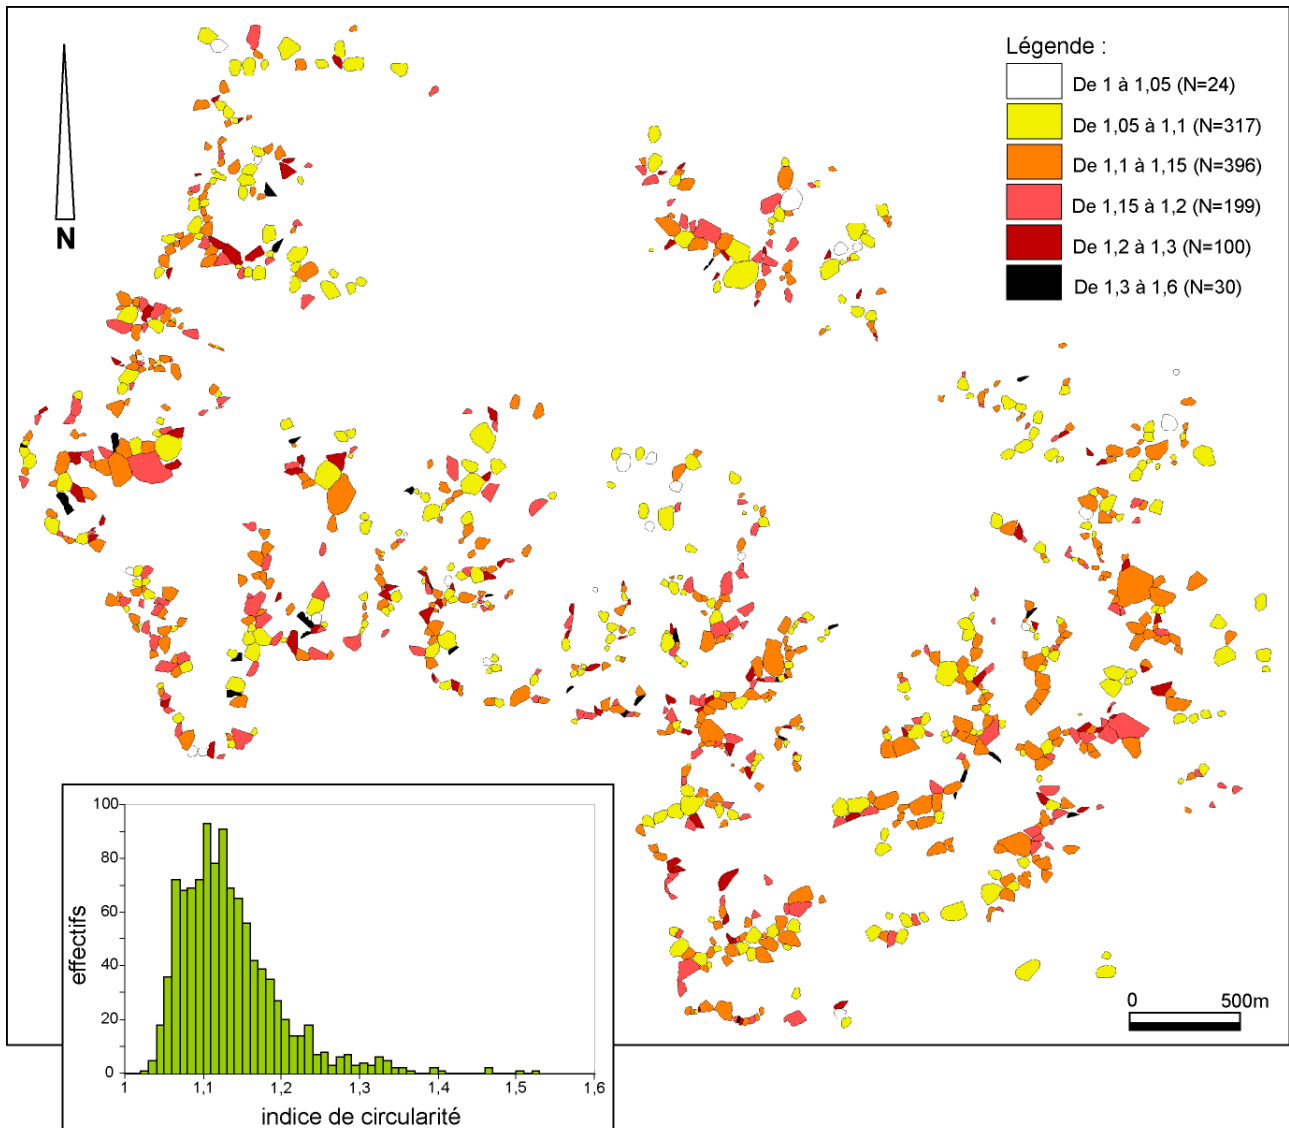 N
Légende :
De 1 à 1,05 (N=24)
De 1,05 à 1,1 (N=317)
De 1,1 à 1,15 (N=396)
De 1,15 à 1,2 (N=199)
De 1,2 à 1,3 (N=100)
De 1,3 à 1,6 (N=30)
0 500m
effectifs
100
80
60
40
20
0
1 1,1 1,2 1,3 1,4 1,5 1,6
indice de circularité